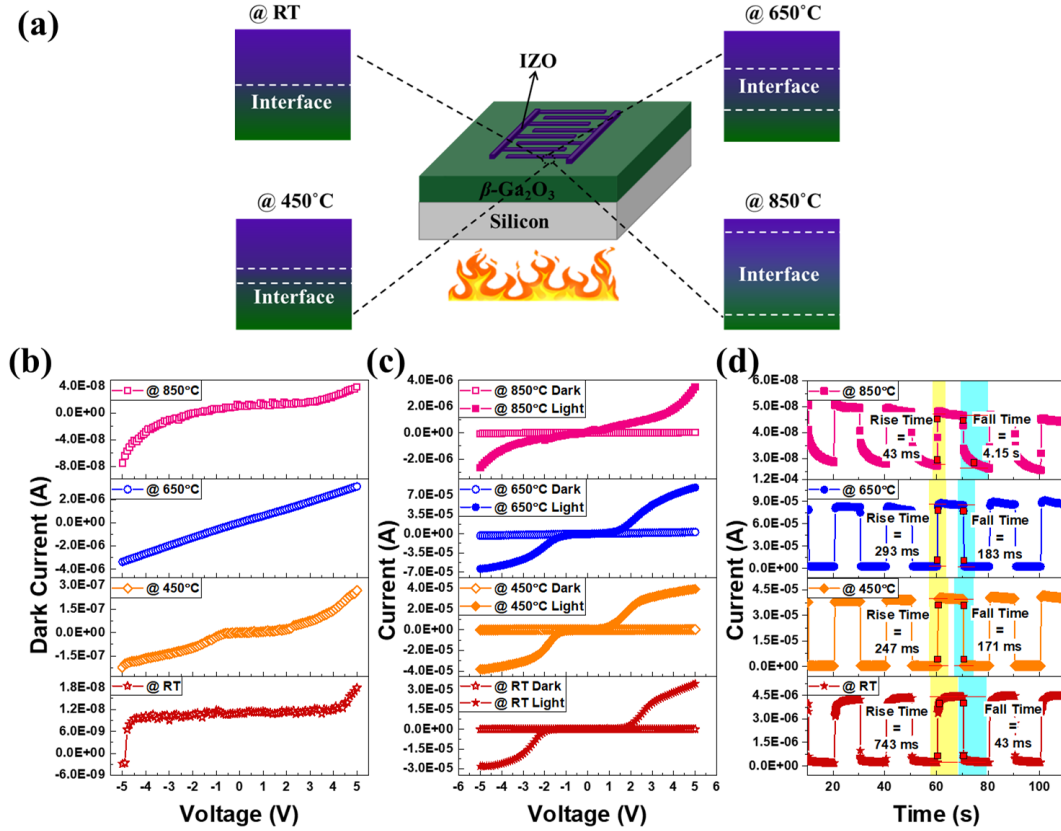 (a)
@ RT
Interface
@ 450°C
Interface
IZO
β-Ga₂O₃
Silicon
@ 650°C
Interface
@ 850°C
Interface
(b)
Dark Current (A)
4.0E-08
0.0E+00
-4.0E-08
-8.0E-08
@ 850°C
2.0E-06
0.0E+00
-2.0E-06
-4.0E-06
@ 650°C
3.0E-07
1.5E-07
0.0E+00
-1.5E-07
@ 450°C
1.8E-08
1.2E-08
6.0E-09
0.0E+00
-6.0E-09
@ RT
-5 -4 -3 -2 -1 0 1 2 3 4 5
Voltage (V)
(c)
Current (A)
4.0E-06
2.0E-06
0.0E+00
-2.0E-06
@ 850°C Dark
@ 850°C Light
7.0E-05
3.5E-05
0.0E+00
-3.5E-05
-7.0E-05
@ 650°C Dark
@ 650°C Light
4.0E-05
2.0E-05
0.0E+00
-2.0E-05
-4.0E-05
@ 450°C Dark
@ 450°C Light
3.0E-05
1.5E-05
0.0E+00
-1.5E-05
-3.0E-05
@ RT Dark
@ RT Light
-6 -5 -4 -3 -2 -1 0 1 2 3 4 5 6
Voltage (V)
(d)
Current (A)
6.0E-08
5.0E-08
4.0E-08
3.0E-08
1.2E-04
@ 850°C
Rise Time
=
43 ms
Fall Time
=
4.15 s
9.0E-05
6.0E-05
3.0E-05
0.0E+00
@ 650°C
Rise Time
=
293 ms
Fall Time
=
183 ms
4.5E-05
3.0E-05
1.5E-05
0.0E+00
@ 450°C
Rise Time
=
247 ms
Fall Time
=
171 ms
4.5E-06
3.0E-06
1.5E-06
0.0E+00
@ RT
Rise Time
=
743 ms
Fall Time
=
43 ms
20 40 60 80 100
Time (s)